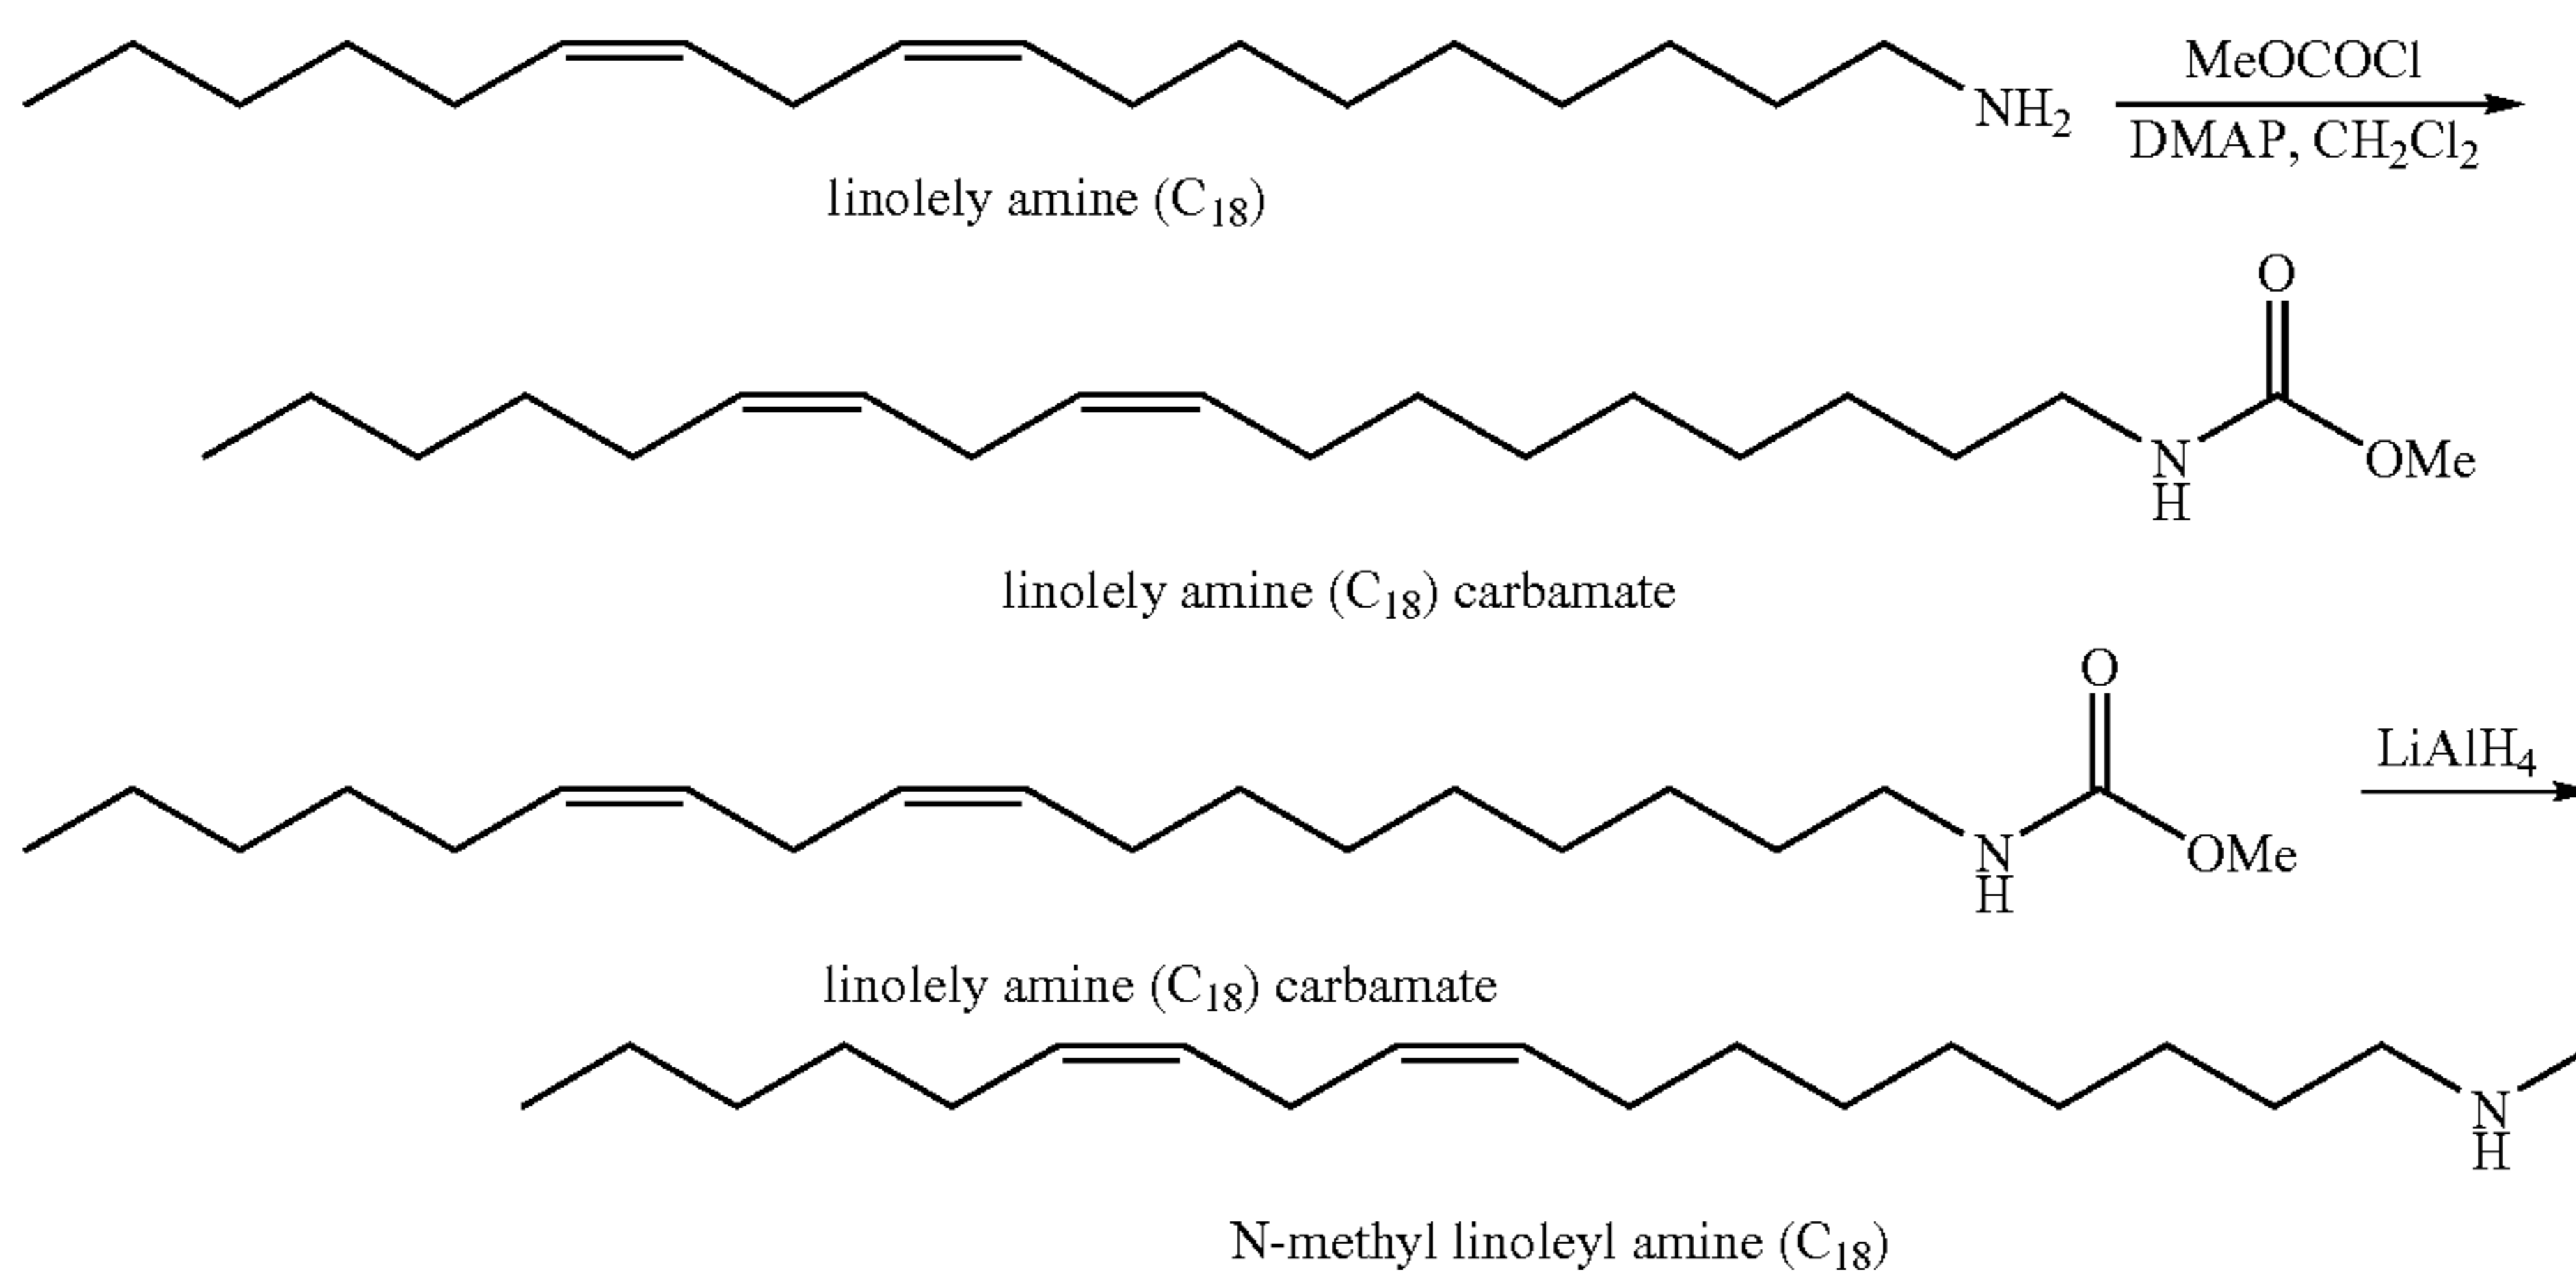 MeOCOCl
NH₂
DMAP, CH₂Cl₂
linolely amine (C₁₈)
O
N
H
OMe
linolely amine (C₁₈) carbamate
O
LiAlH₄
N
H
OMe
linolely amine (C₁₈) carbamate
N
H
N-methyl linoleyl amine (C₁₈)